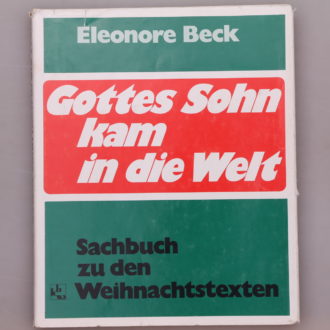 Eleonore Beck
Gottes Sohn
kam
in die Welt
Sachbuch
zu den
Weihnachtstexten